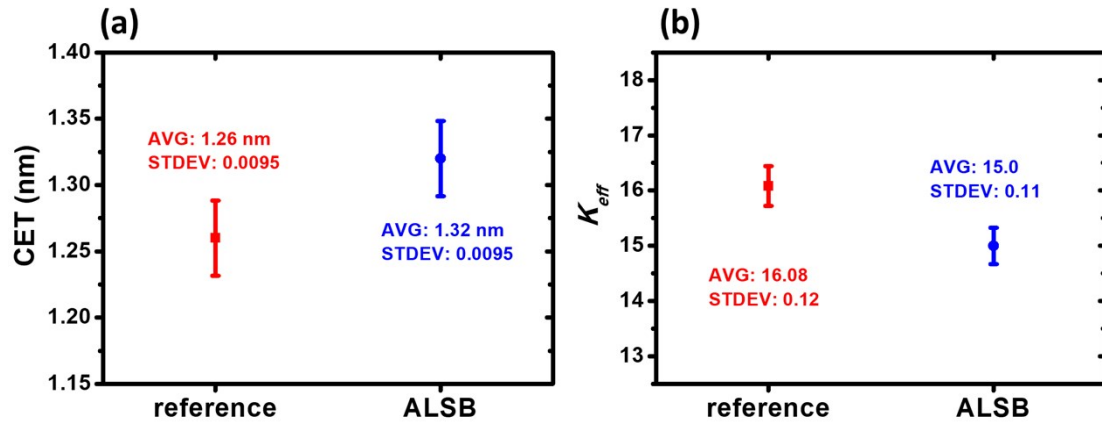 (a)
CET (nm)
1.40
1.35
1.30
1.25
1.20
1.15
AVG: 1.26 nm
STDEV: 0.0095
AVG: 1.32 nm
STDEV: 0.0095
reference
ALSB
(b)
K_eff
18
17
16
15
14
13
AVG: 16.08
STDEV: 0.12
AVG: 15.0
STDEV: 0.11
reference
ALSB